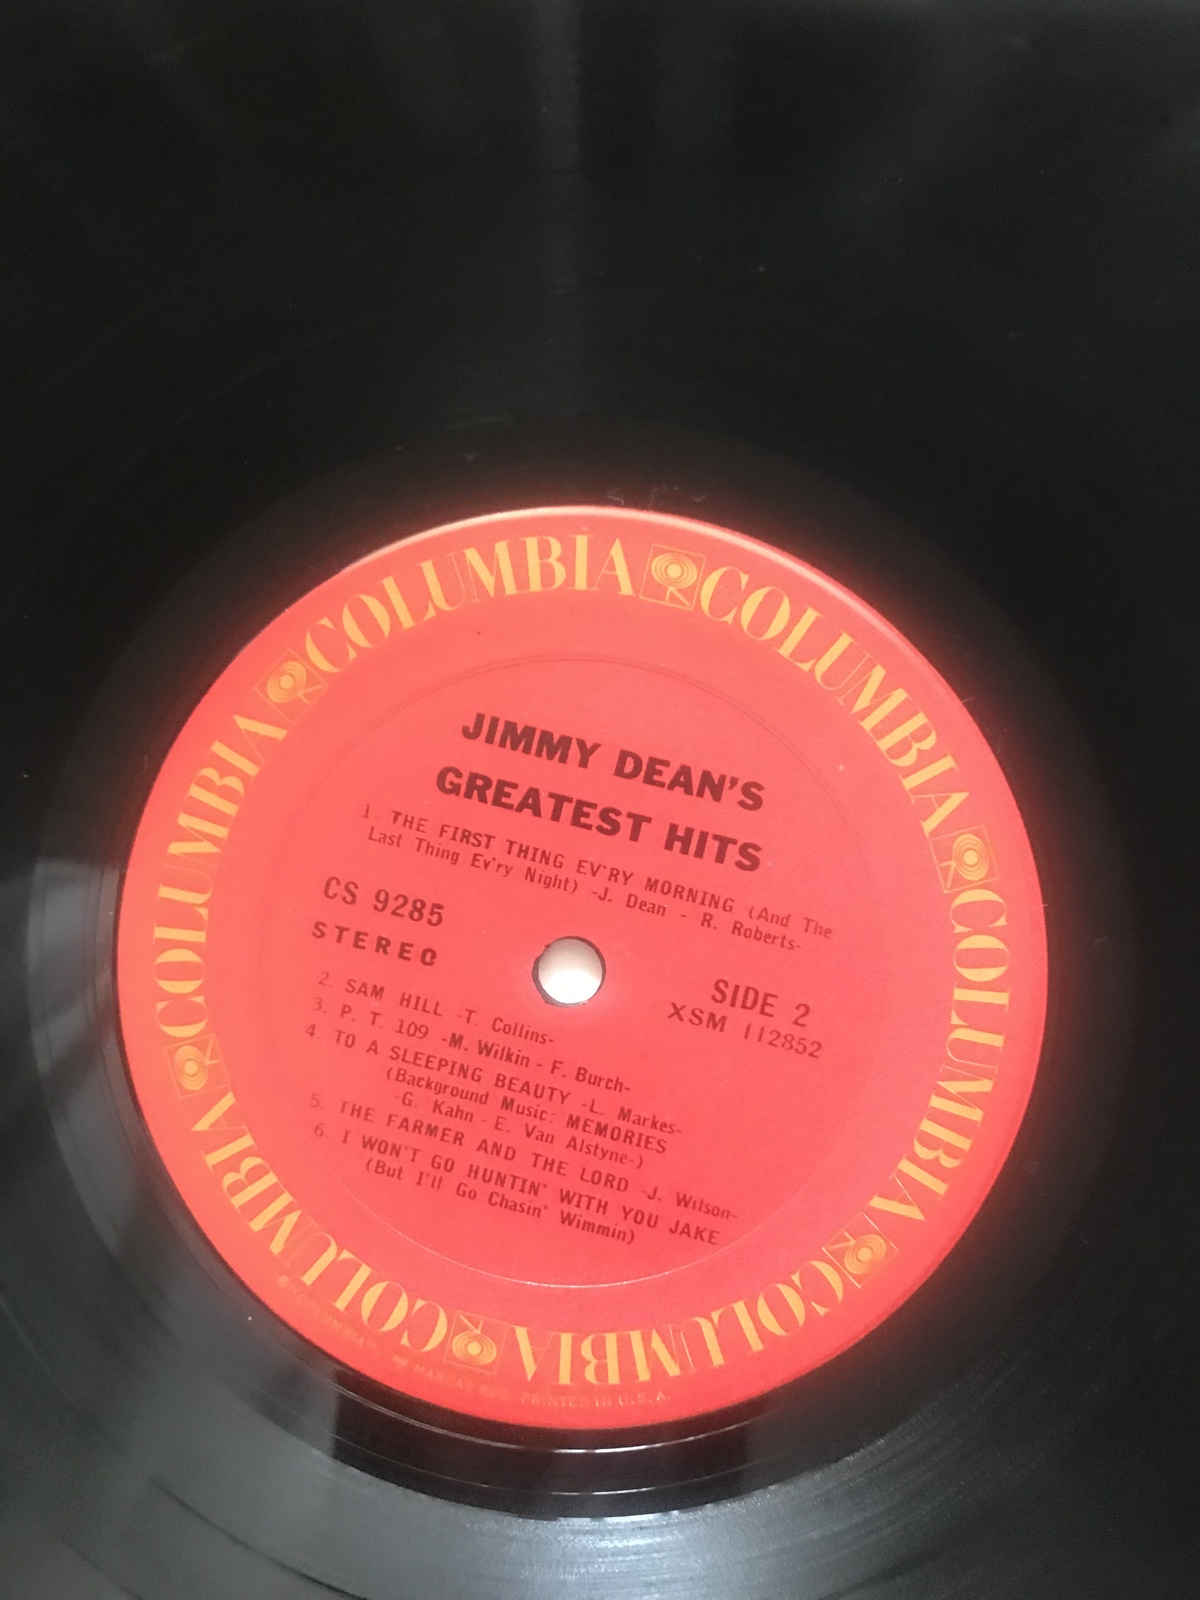 COLUMBIA COLUMBIA COLUMBIA COLUMBIA COLUMBIA COLUMBIA
JIMMY DEAN'S
GREATEST HITS
1. THE FIRST THING EV'RY MORNING (And The
Last Thing Ev'ry Night) -J. Dean - R. Roberts-
CS 9285
STEREO
SIDE 2
XSM 112852
2. SAM HILL -T. Collins-
3. P. T. 109 -M. Wilkin - F. Burch-
4. TO A SLEEPING BEAUTY -L. Markes-
(Background Music: MEMORIES
-G. Kahn - E. Van Alstyne-)
5. THE FARMER AND THE LORD -J. Wilson-
6. I WON'T GO HUNTIN' WITH YOU JAKE
(But I'll Go Chasin' Wimmin)
MARCAS REG. PRINTED IN U.S.A.